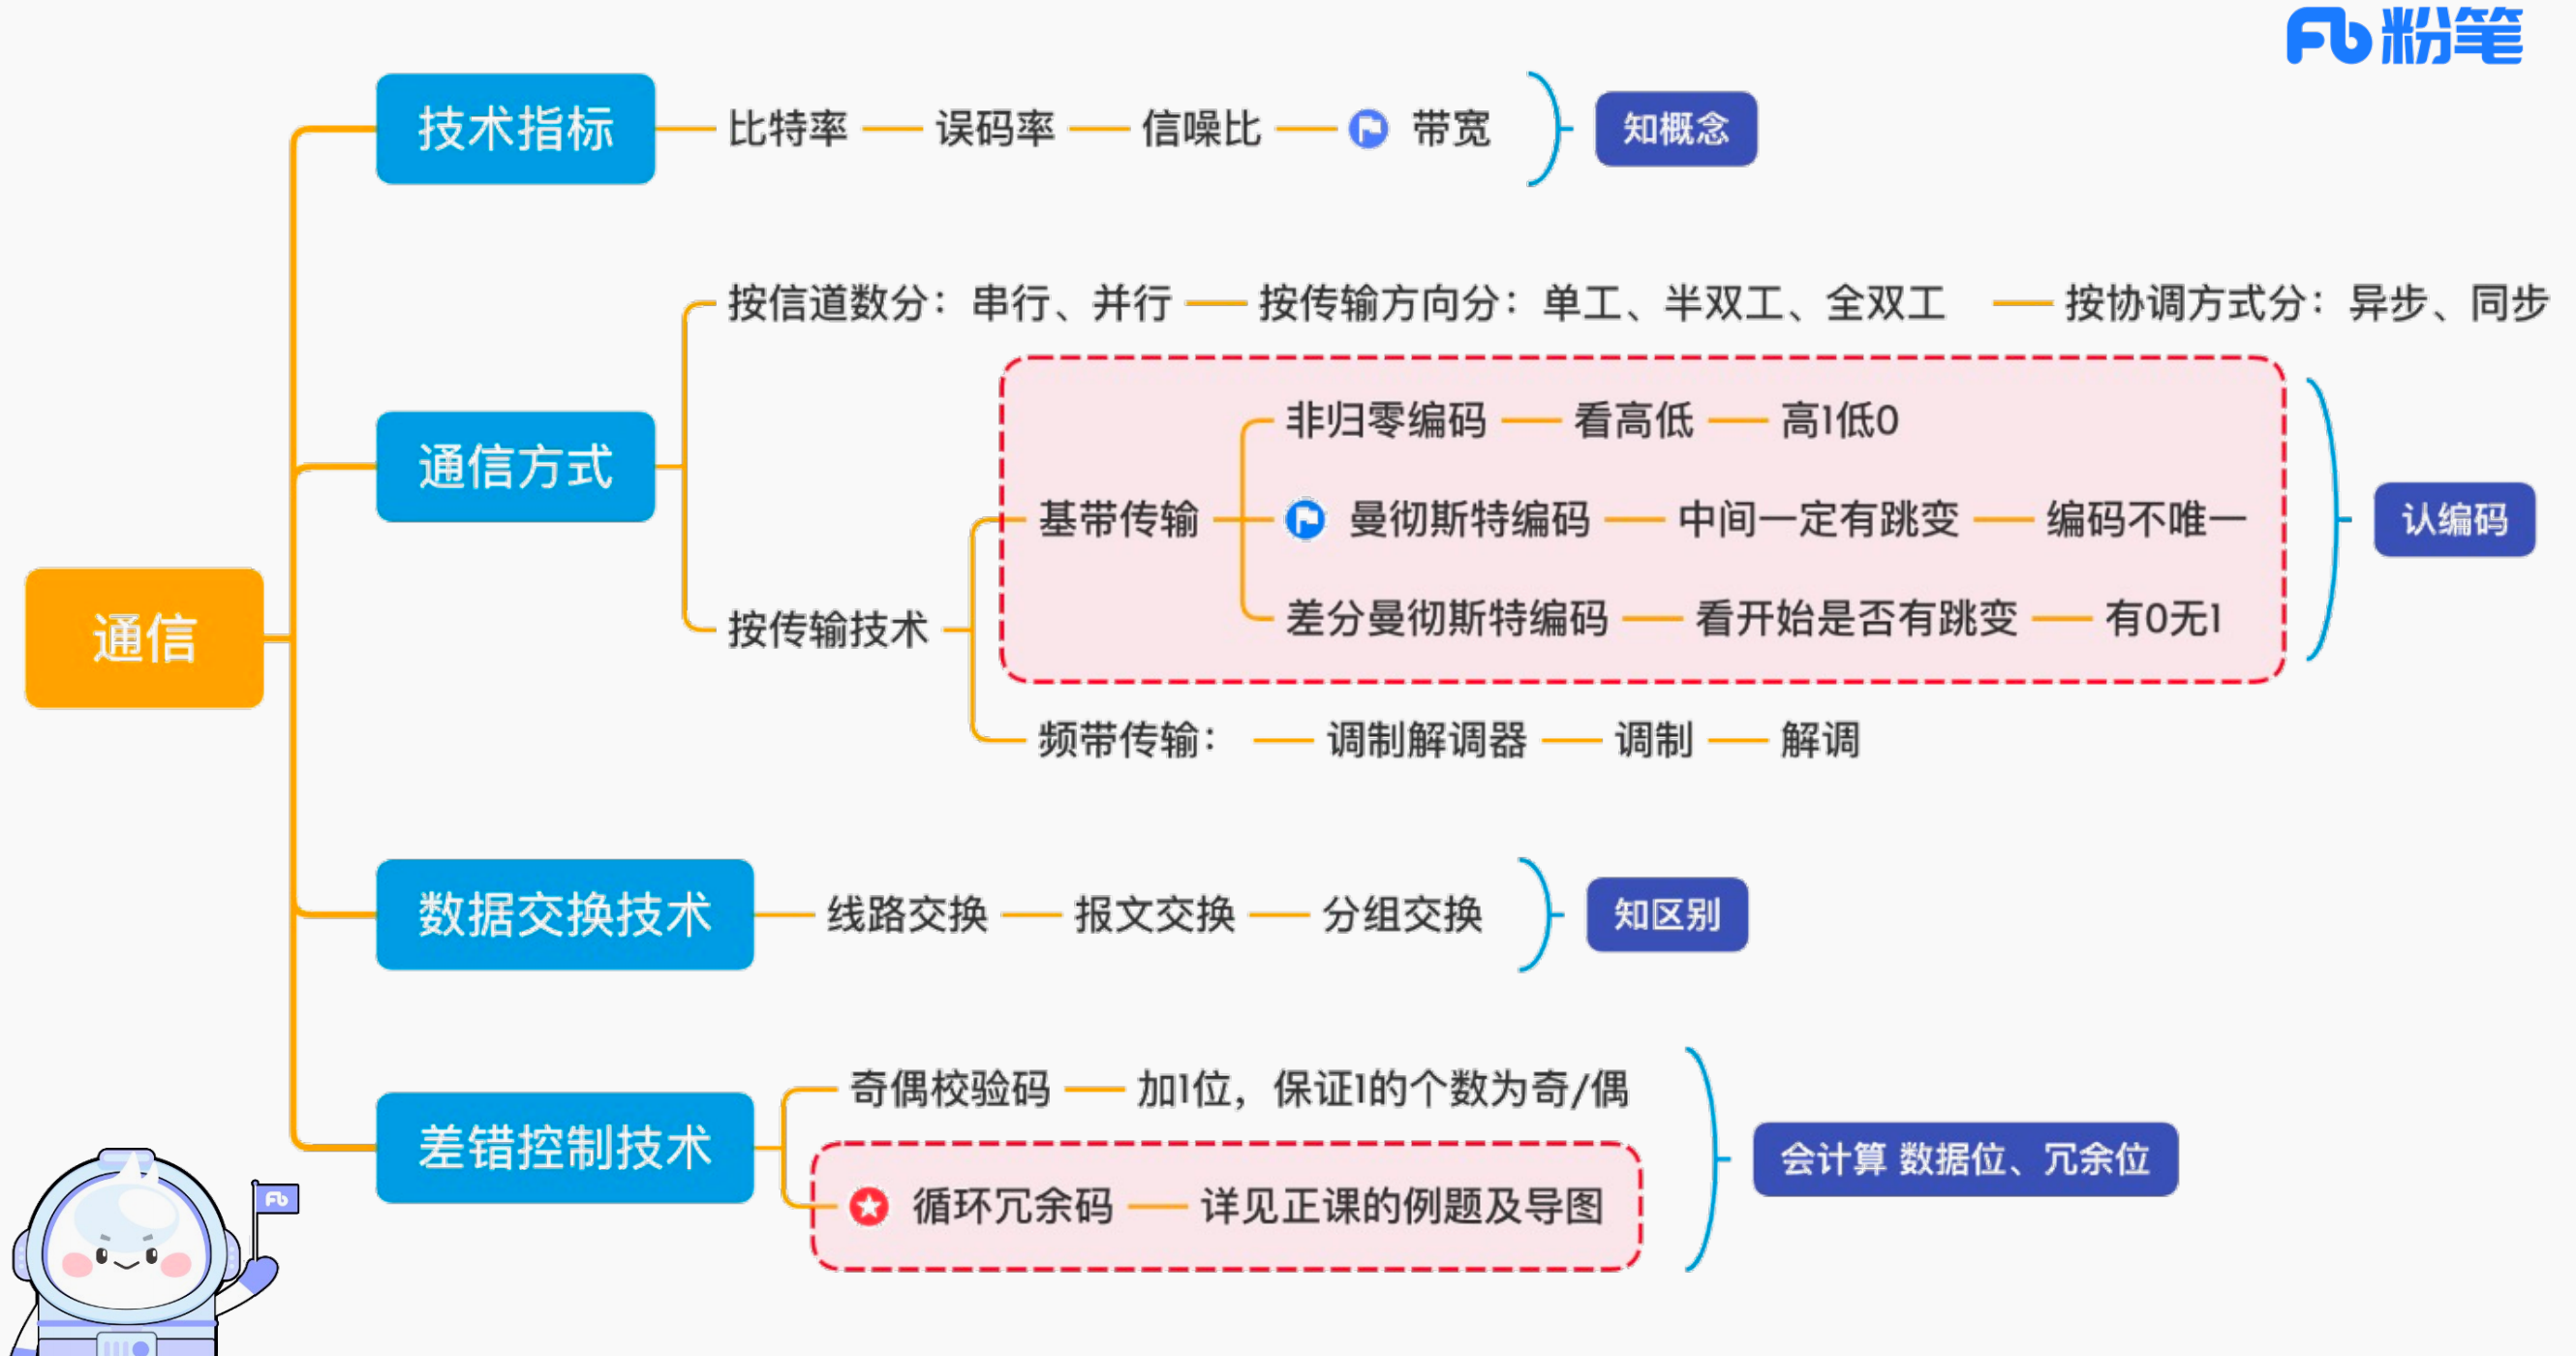 粉笔
技术指标 比特率 误码率 信噪比 带宽 知概念
按信道数分：串行、并行 按传输方向分：单工、半双工、全双工 按协调方式分：异步、同步
非归零编码 看高低 高1低0
通信方式
基带传输 曼彻斯特编码 中间一定有跳变 编码不唯一 认编码
差分曼彻斯特编码 看开始是否有跳变 有0无1
通信
按传输技术
频带传输： 调制解调器 调制 解调
数据交换技术 线路交换 报文交换 分组交换 知区别
奇偶校验码 加1位，保证1的个数为奇/偶
差错控制技术
会计算 数据位、冗余位
循环冗余码 详见正课的例题及导图
Fb